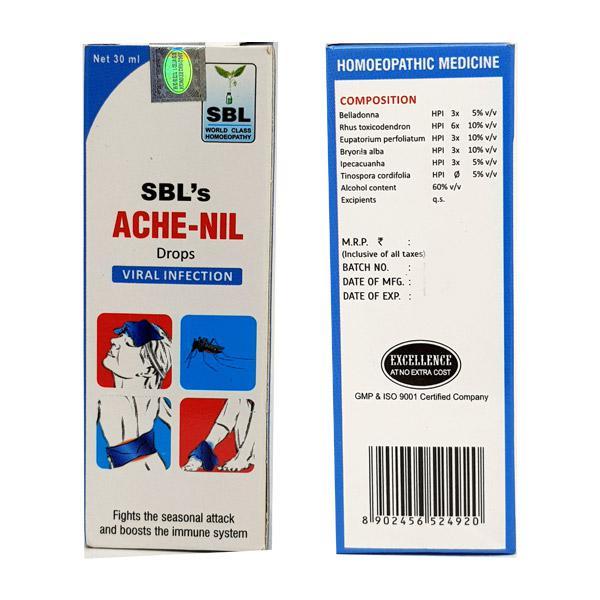 Net 30 ml
SBL
WORLD CLASS
HOMOEOPATHY
SBL's
ACHE-NIL
Drops
VIRAL INFECTION
Fights the seasonal attack
and boosts the immune system
HOMOEOPATHIC MEDICINE
COMPOSITION
Belladonna HPI 3x 5% v/v
Rhus toxicodendron HPI 6x 10% v/v
Eupatorium perfoliatum HPI 3x 10% v/v
Bryonia alba HPI 3x 10% v/v
Ipecacuanha HPI 3x 5% v/v
Tinospora cordifolia HPI Ø 5% v/v
Alcohol content 60% v/v
Excipients q.s.
M.R.P. ₹ :
(Inclusive of all taxes)
BATCH NO. :
DATE OF MFG. :
DATE OF EXP. :
EXCELLENCE
AT NO EXTRA COST
GMP & ISO 9001 Certified Company
8 902456 524920